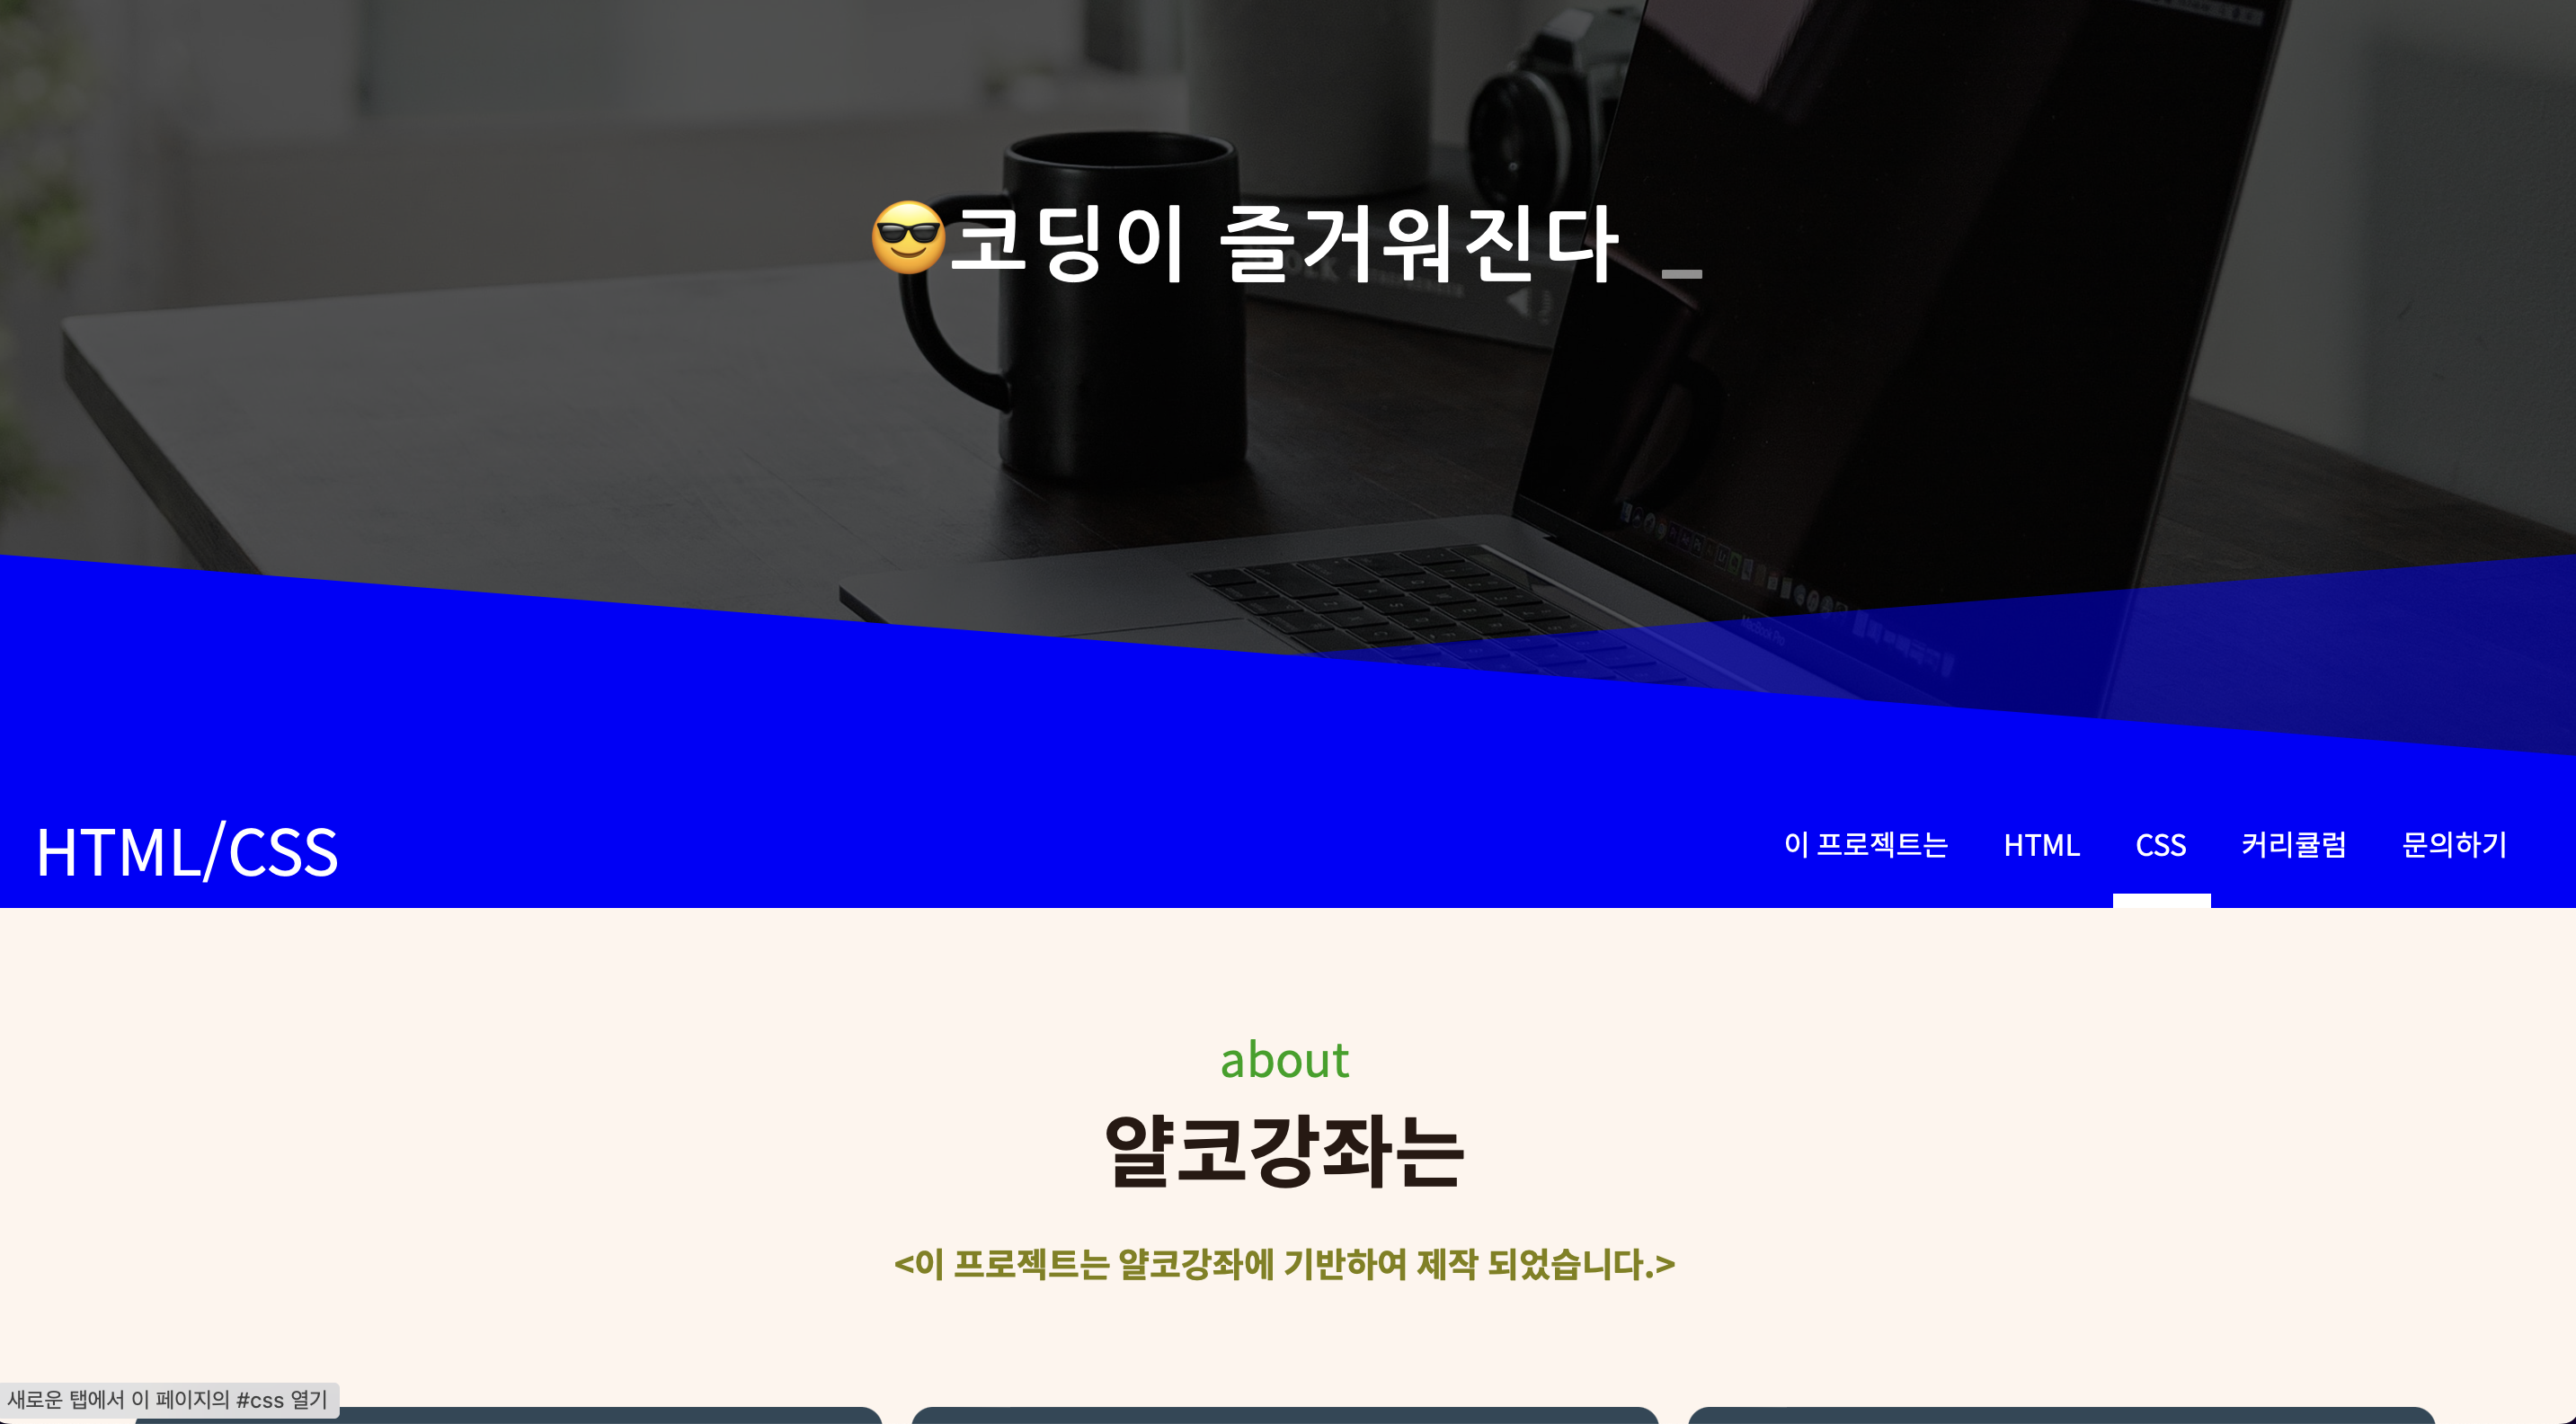 😎코딩이 즐거워진다 _
MacBook Pro
HTML/CSS
이 프로젝트는 HTML CSS 커리큘럼 문의하기
about
얄코강좌는
<이 프로젝트는 얄코강좌에 기반하여 제작 되었습니다.>
새로운 탭에서 이 페이지의 #css 열기